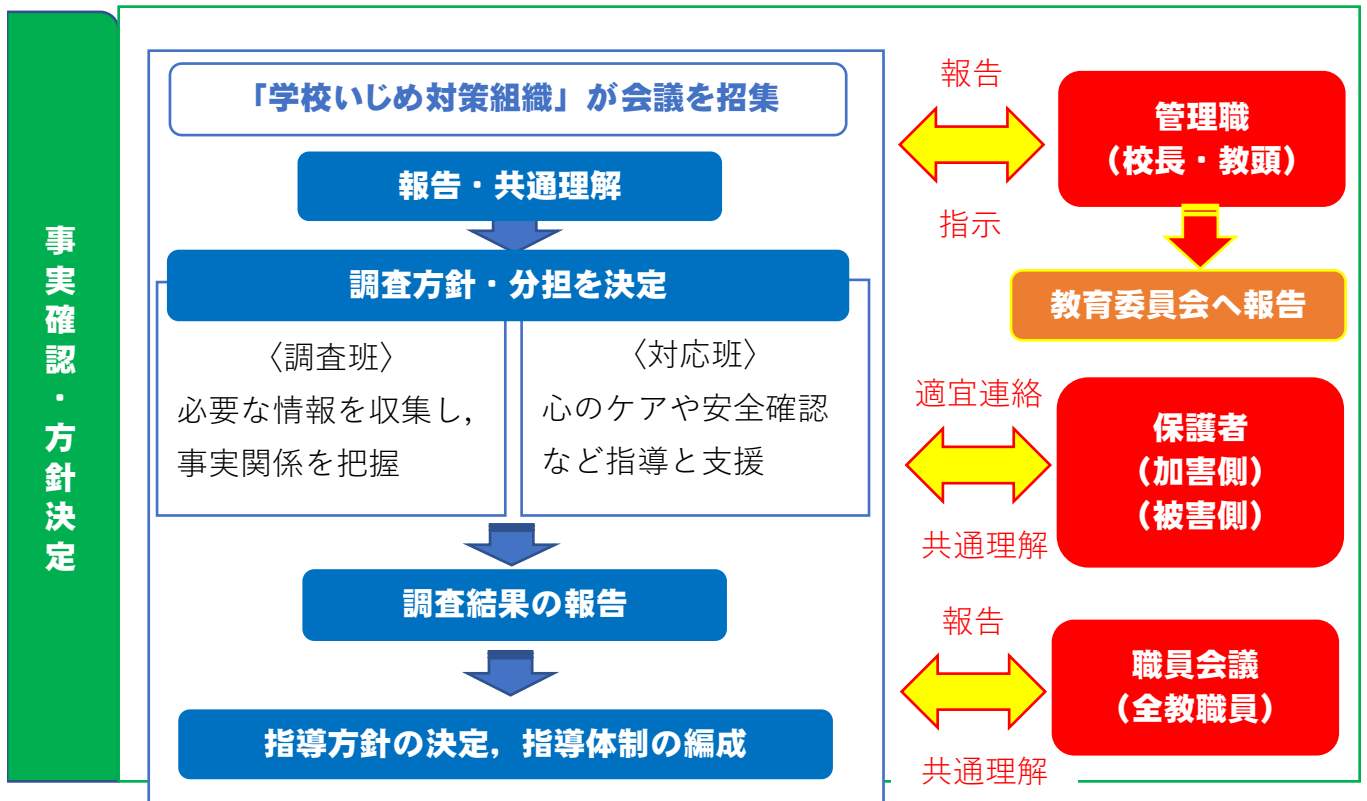 事実確認・方針決定
「学校いじめ対策組織」が会議を招集
報告・共通理解
調査方針・分担を決定
〈調査班〉
必要な情報を収集し，
事実関係を把握
〈対応班〉
心のケアや安全確認
など指導と支援
調査結果の報告
指導方針の決定，指導体制の編成
報告
指示
管理職
（校長・教頭）
教育委員会へ報告
適宜連絡
共通理解
保護者
（加害側）
（被害側）
報告
共通理解
職員会議
（全教職員）